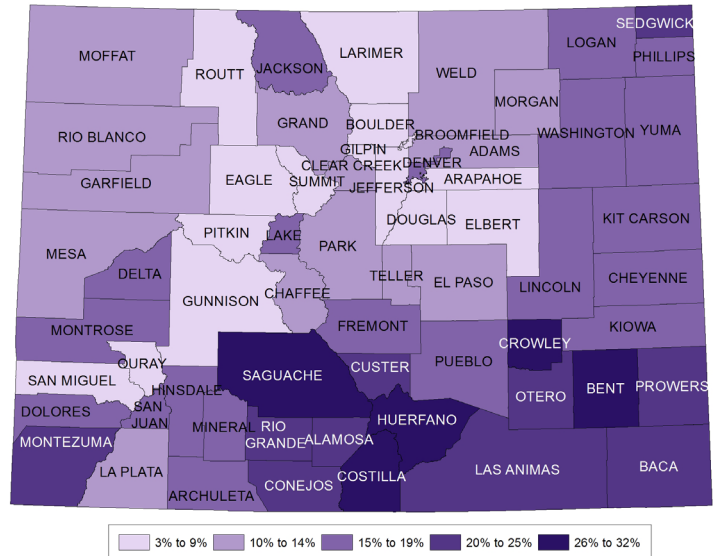 SEDGWICK
MOFFAT
LARIMER
LOGAN
ROUTT
JACKSON
WELD
PHILLIPS
MORGAN
GRAND
BOULDER
RIO BLANCO
BROOMFIELD
WASHINGTON
YUMA
GILPIN
ADAMS
CLEAR CREEK
DENVER
GARFIELD
EAGLE
SUMMIT
ARAPAHOE
JEFFERSON
DOUGLAS
ELBERT
KIT CARSON
PITKIN
LAKE
MESA
PARK
DELTA
TELLER
CHEYENNE
EL PASO
LINCOLN
CHAFFEE
GUNNISON
FREMONT
KIOWA
MONTROSE
CROWLEY
OURAY
PUEBLO
CUSTER
SAGUACHE
SAN MIGUEL
HINSDALE
BENT
PROWERS
OTERO
DOLORES
SAN
JUAN
HUERFANO
MINERAL
RIO
GRANDE
ALAMOSA
MONTEZUMA
LA PLATA
LAS ANIMAS
BACA
COSTILLA
CONEJOS
ARCHULETA
3% to 9%
10% to 14%
15% to 19%
20% to 25%
26% to 32%